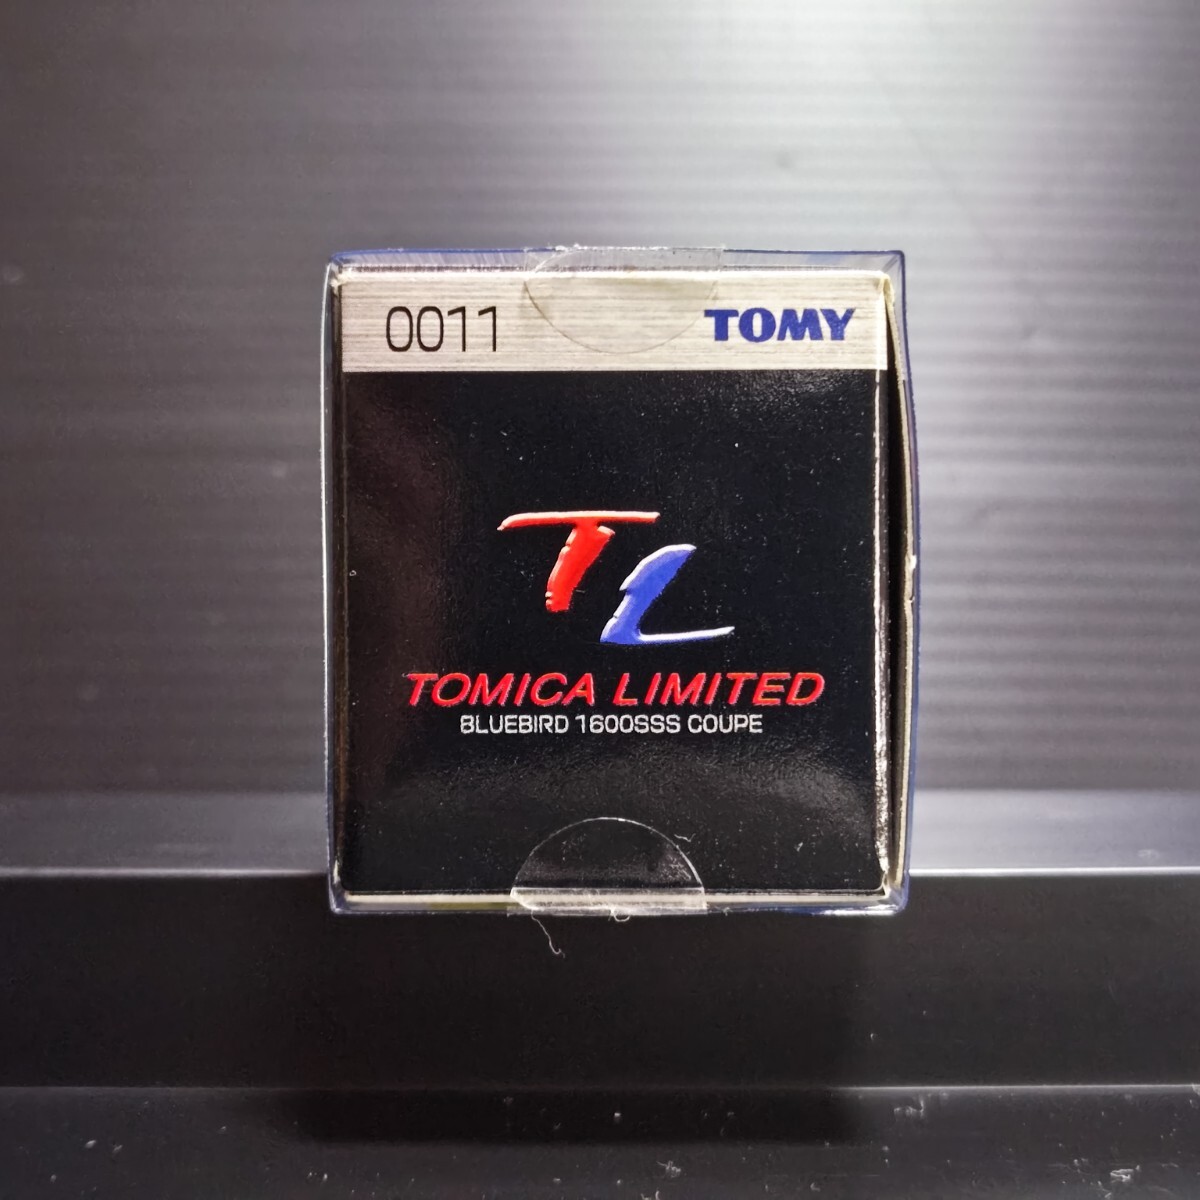 0011 TOMY
TL
TOMICA LIMITED
BLUEBIRD 1600SSS COUPE